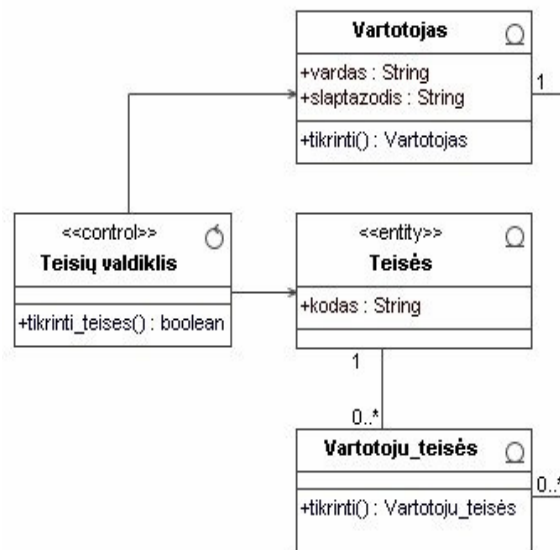 Vartotojas
+vardas : String
+slaptazodis : String
+tikrinti() : Vartotojas
1
<<control>>
Teisių valdiklis
+tikrinti_teises() : boolean
<<entity>>
Teisės
+kodas : String
1
0..*
Vartotoju_teisės
+tikrinti() : Vartotoju_teisės
0..*